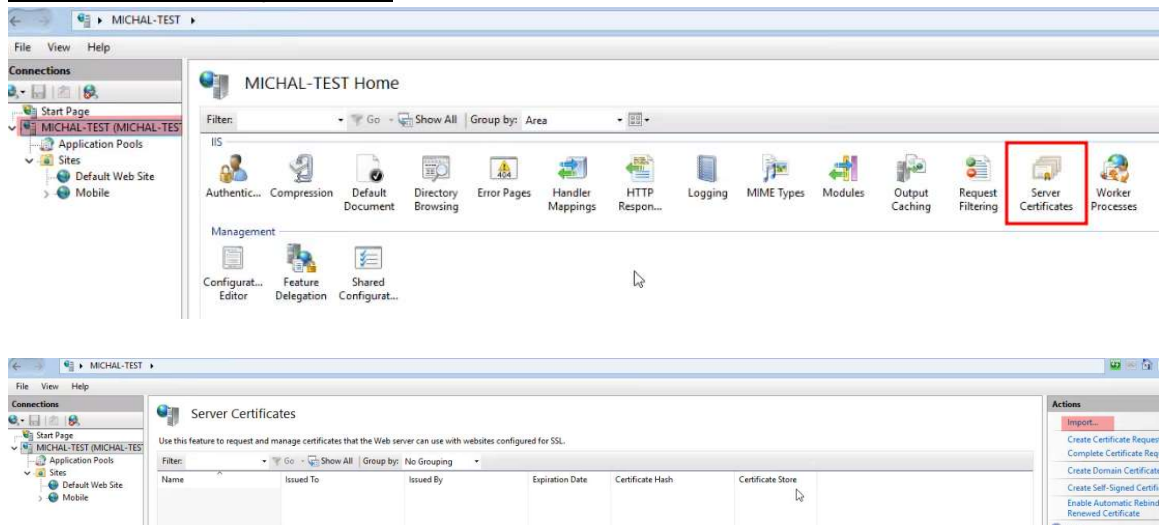 MICHAL-TEST
File View Help
Connections
Start Page
MICHAL-TEST (MICHAL-TES
Application Pools
Sites
Default Web Site
Mobile
MICHAL-TEST Home
Filter: Go Show All Group by: Area
IIS
Authentic... Compression Default Document Directory Browsing Error Pages Handler Mappings HTTP Respon... Logging MIME Types Modules Output Caching Request Filtering Server Certificates Worker Processes
404
Management
Configurat... Editor Feature Delegation Shared Configurat...
MICHAL-TEST
File View Help
Connections
Start Page
MICHAL-TEST (MICHAL-TES
Application Pools
Sites
Default Web Site
Mobile
Server Certificates
Use this feature to request and manage certificates that the Web server can use with websites configured for SSL.
Filter: Go Show All Group by: No Grouping
Name Issued To Issued By Expiration Date Certificate Hash Certificate Store
Actions
Import...
Create Certificate Reques
Complete Certificate Req
Create Domain Certificate
Create Self-Signed Certifi
Enable Automatic Rebind
Renewed Certificate